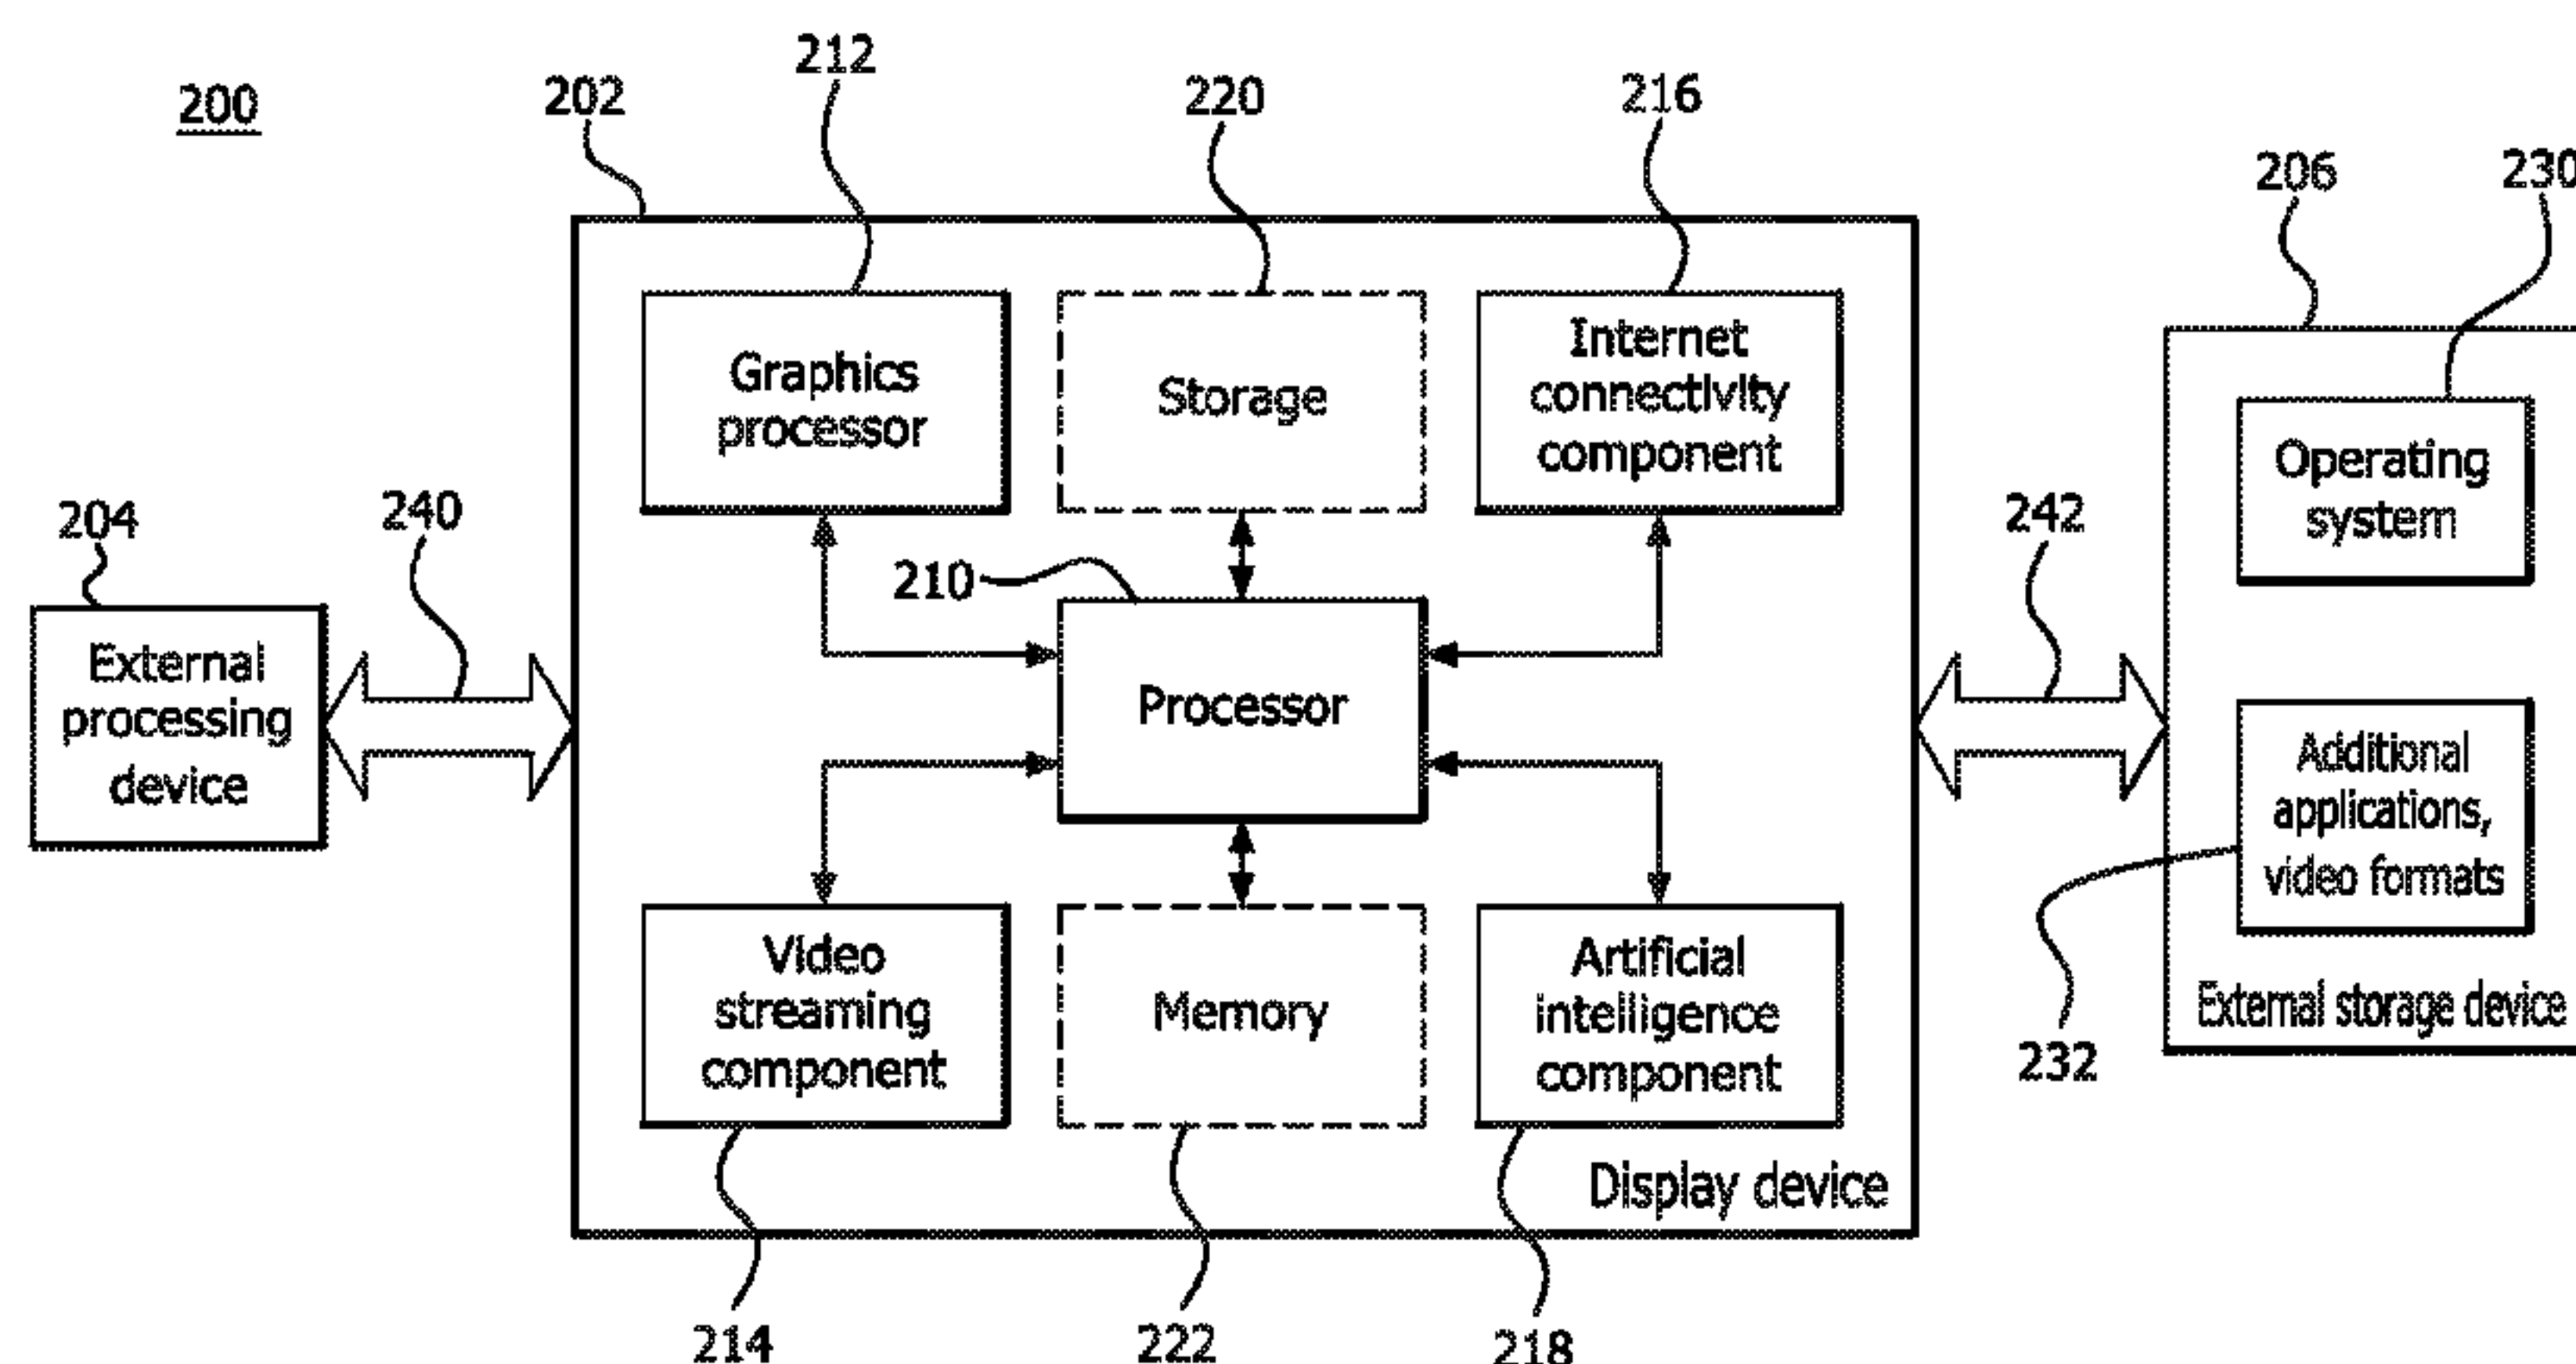 200
202
212
220
216
206
230
Graphics
processor
Storage
Internet
connectivity
component
Operating
system
204
240
210
242
External
processing
device
Processor
Additional
applications,
video formats
Video
streaming
component
Memory
Artificial
intelligence
component
External storage device
232
Display device
214
222
218